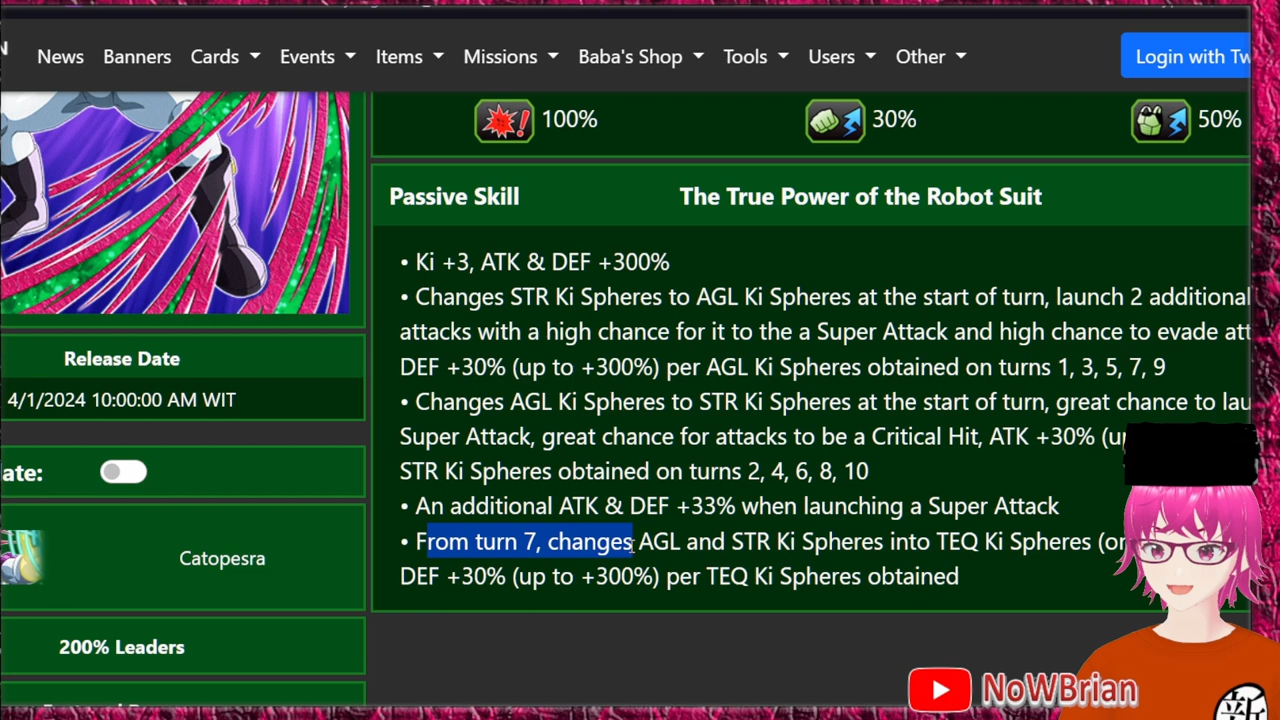 N
News Banners Cards Events Items Missions Baba's Shop Tools Users Other Login with Tw
100% 30% 50%
Passive Skill The True Power of the Robot Suit
• Ki +3, ATK & DEF +300%
• Changes STR Ki Spheres to AGL Ki Spheres at the start of turn, launch 2 additional
attacks with a high chance for it to the a Super Attack and high chance to evade att
DEF +30% (up to +300%) per AGL Ki Spheres obtained on turns 1, 3, 5, 7, 9
• Changes AGL Ki Spheres to STR Ki Spheres at the start of turn, great chance to lau
Super Attack, great chance for attacks to be a Critical Hit, ATK +30% (up
STR Ki Spheres obtained on turns 2, 4, 6, 8, 10
• An additional ATK & DEF +33% when launching a Super Attack
• From turn 7, changes AGL and STR Ki Spheres into TEQ Ki Spheres (or
DEF +30% (up to +300%) per TEQ Ki Spheres obtained
Release Date
4/1/2024 10:00:00 AM WIT
ate:
Catopesra
200% Leaders
NoWBrian